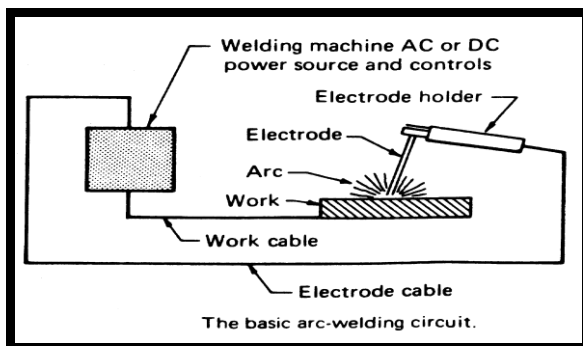 Welding machine AC or DC
power source and controls
Electrode holder
Electrode
Arc
Work
Work cable
Electrode cable
The basic arc-welding circuit.